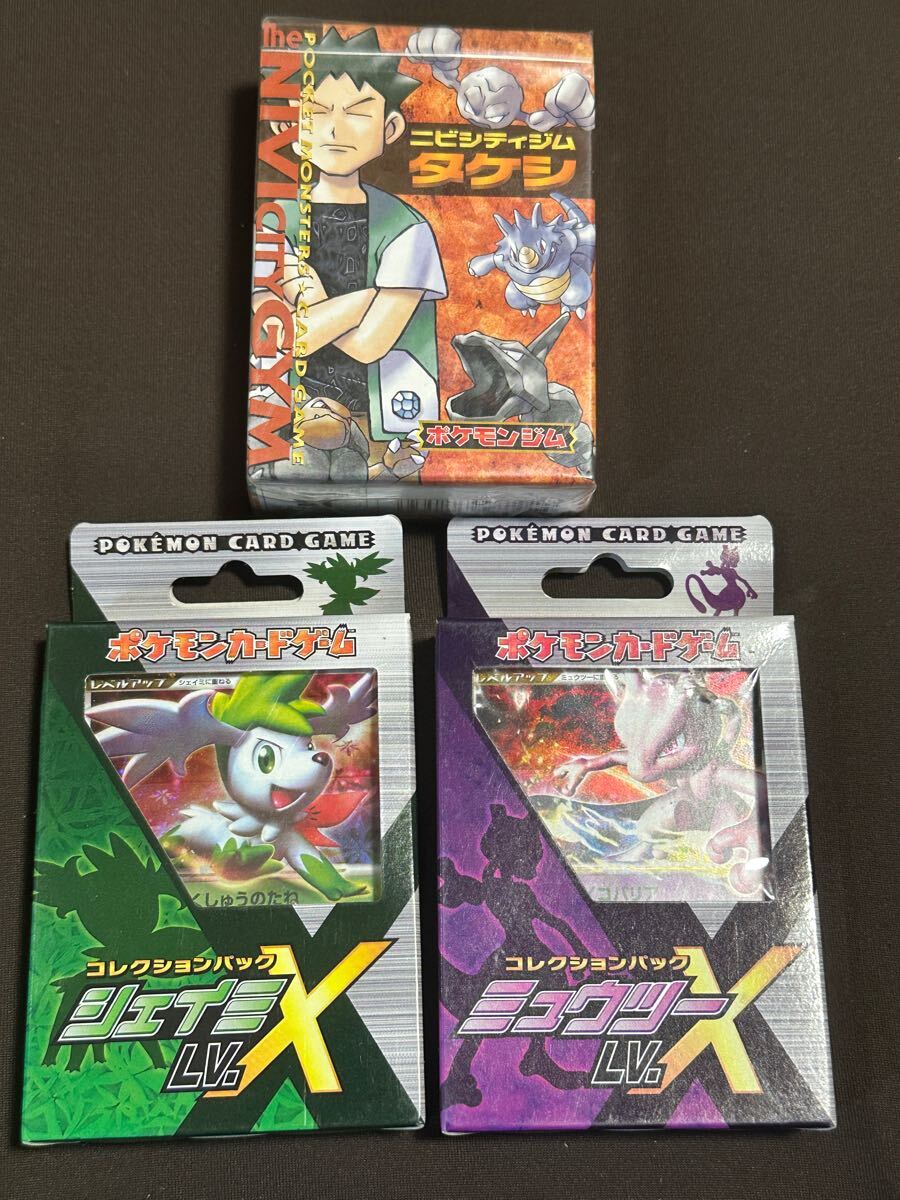 The NIVI CITY GYM
POCKET MONSTERS★CARD GAME
ニビシティジム
タケシ
ポケモンジム
POKÉMON CARD GAME
ポケモンカードゲーム
レベルアップ シェイミに重ねる
くしゅうのたね
コレクションパック
シェイミ
LV.X
POKÉMON CARD GAME
ポケモンカードゲーム
レベルアップ ミュウツーに重ねる
コバリア
コレクションパック
ミュウツー
LV.X